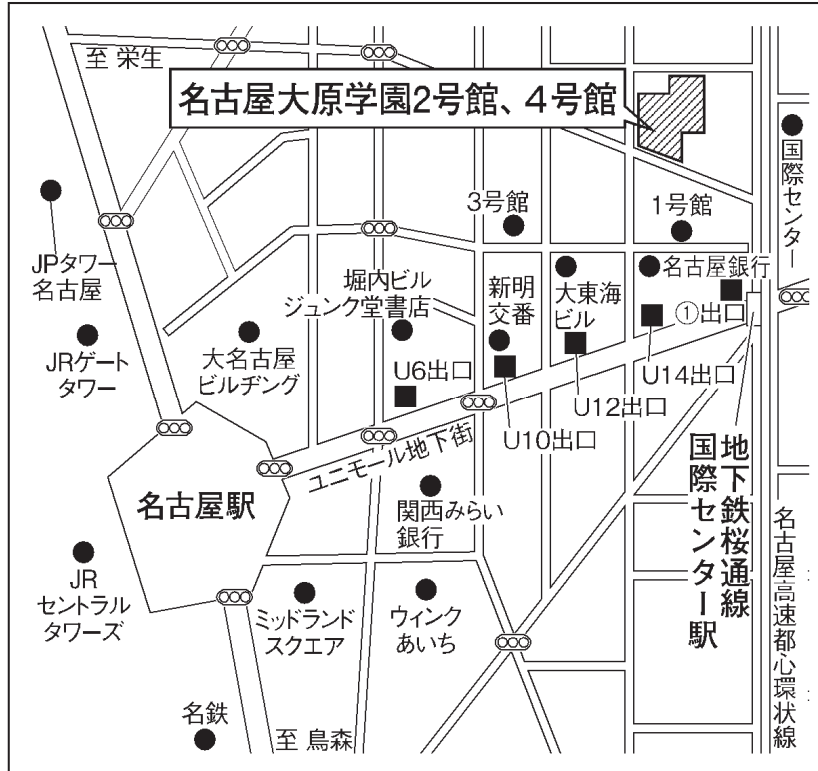 至 栄生
名古屋大原学園2号館、4号館
国際センター
3号館
1号館
JPタワー
名古屋
堀内ビル
ジュンク堂書店
新明
交番
大東海
ビル
名古屋銀行
①出口
JRゲート
タワー
大名古屋
ビルヂング
U6出口
U14出口
U12出口
U10出口
ユニモール地下街
地下鉄桜通線
国際センター駅
名古屋駅
関西みらい
銀行
名古屋高速都心環状線
JR
セントラル
タワーズ
ミッドランド
スクエア
ウィンク
あいち
名鉄
至 烏森